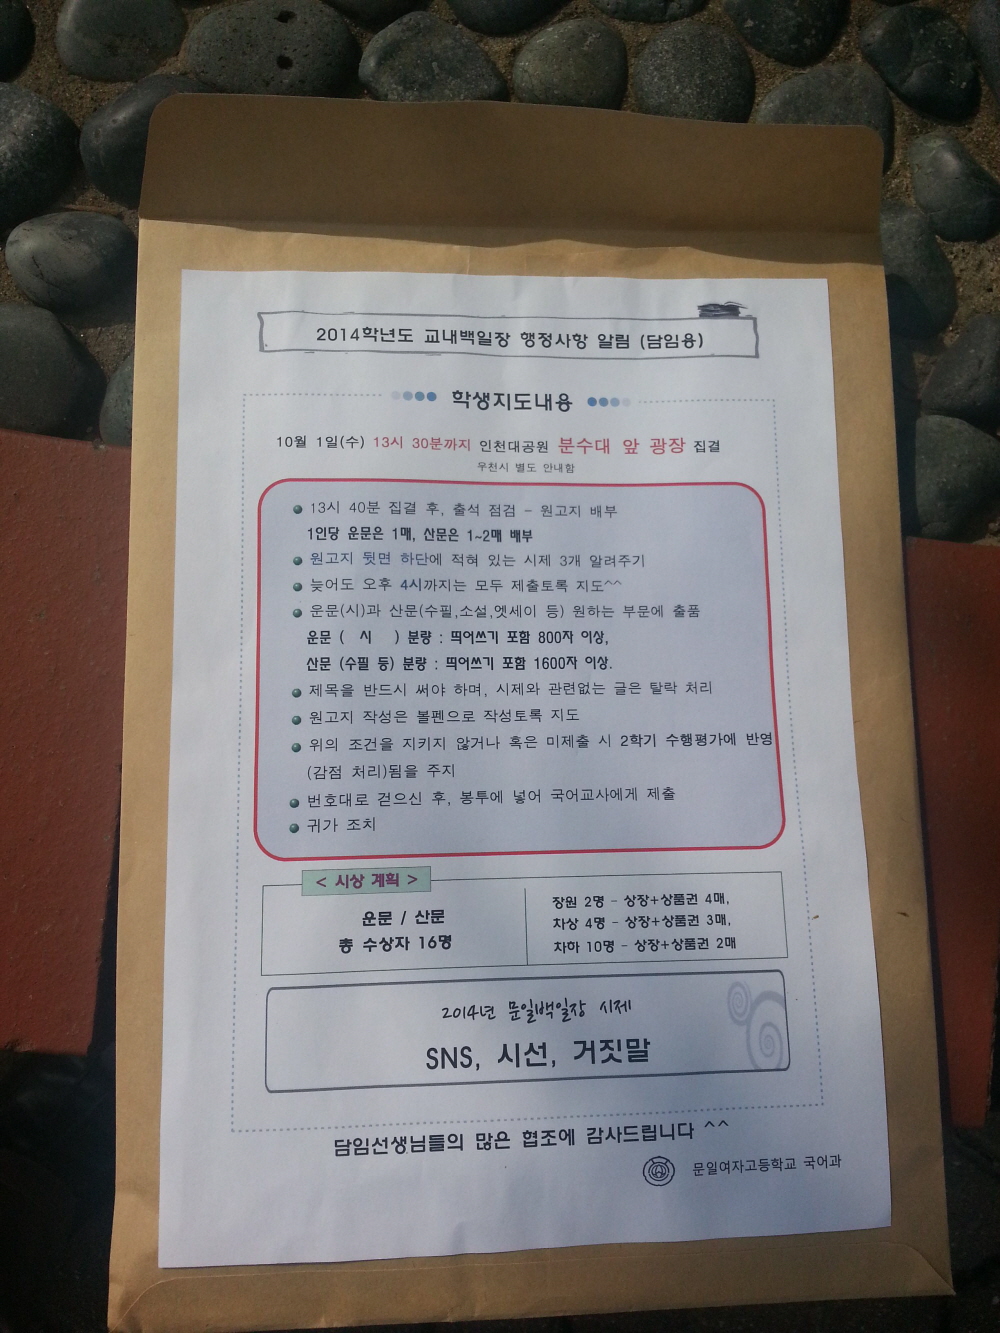 2014학년도 교내백일장 행정사항 알림 (담임용)
학생지도내용
10월 1일(수) 13시 30분까지 인천대공원 분수대 앞 광장 집결
우천시 별도 안내함
13시 40분 집결 후, 출석 점검 - 원고지 배부
1인당 운문은 1매, 산문은 1~2매 배부
원고지 뒷면 하단에 적혀 있는 시제 3개 알려주기
늦어도 오후 4시까지는 모두 제출토록 지도^^
운문(시)과 산문(수필,소설,엣세이 등) 원하는 부문에 출품
운문 ( 시 ) 분량 : 띄어쓰기 포함 800자 이상,
산문 (수필 등) 분량 : 띄어쓰기 포함 1600자 이상.
제목을 반드시 써야 하며, 시제와 관련없는 글은 탈락 처리
원고지 작성은 볼펜으로 작성토록 지도
위의 조건을 지키지 않거나 혹은 미제출 시 2학기 수행평가에 반영
(감점 처리)됨을 주지
번호대로 걷으신 후, 봉투에 넣어 국어교사에게 제출
귀가 조치
< 시상 계획 >
운문 / 산문
총 수상자 16명
장원 2명 - 상장+상품권 4매,
차상 4명 - 상장+상품권 3매,
차하 10명 - 상장+상품권 2매
2014년 문일백일장 시제
SNS, 시선, 거짓말
담임선생님들의 많은 협조에 감사드립니다 ^^
문일여자고등학교 국어과